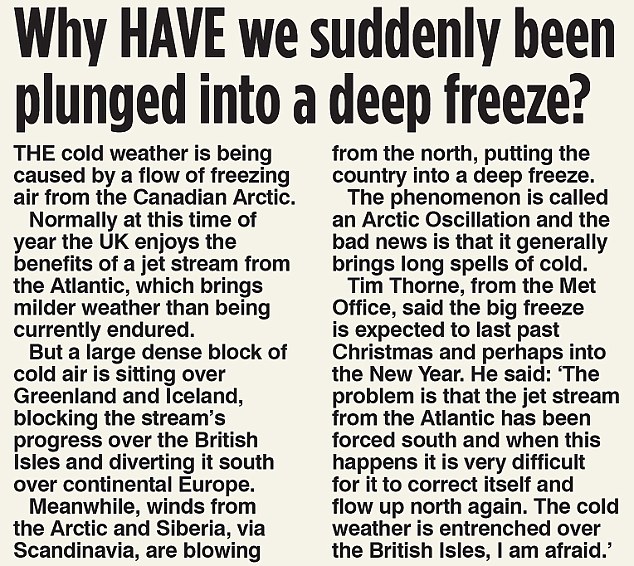 Why HAVE we suddenly been
plunged into a deep freeze?
THE cold weather is being
caused by a flow of freezing
air from the Canadian Arctic.
Normally at this time of
year the UK enjoys the
benefits of a jet stream from
the Atlantic, which brings
milder weather than being
currently endured.
But a large dense block of
cold air is sitting over
Greenland and Iceland,
blocking the stream’s
progress over the British
Isles and diverting it south
over continental Europe.
Meanwhile, winds from
the Arctic and Siberia, via
Scandinavia, are blowing
from the north, putting the
country into a deep freeze.
The phenomenon is called
an Arctic Oscillation and the
bad news is that it generally
brings long spells of cold.
Tim Thorne, from the Met
Office, said the big freeze
is expected to last past
Christmas and perhaps into
the New Year. He said: ‘The
problem is that the jet stream
from the Atlantic has been
forced south and when this
happens it is very difficult
for it to correct itself and
flow up north again. The cold
weather is entrenched over
the British Isles, I am afraid.’